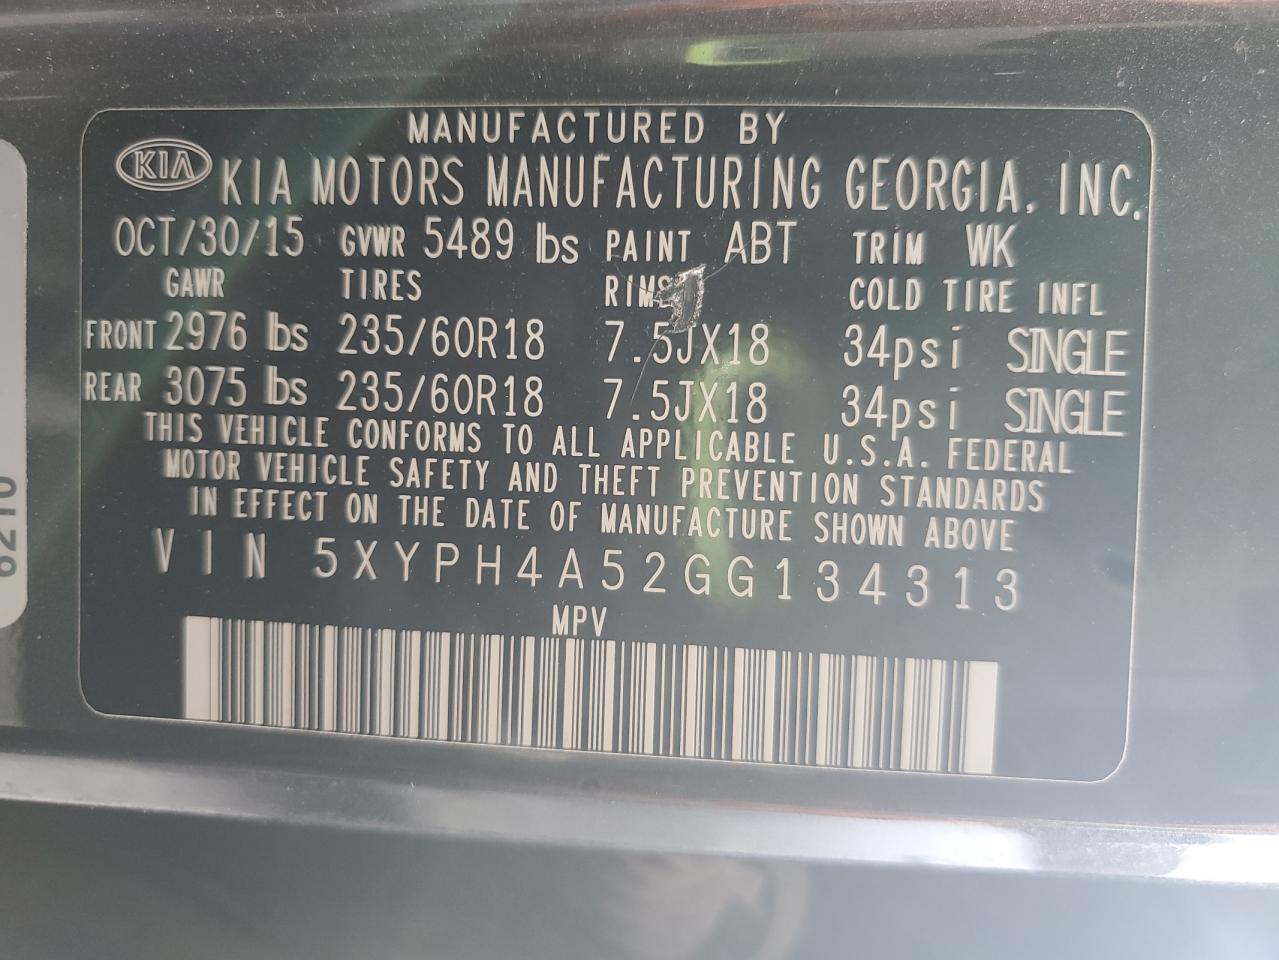 MANUFACTURED BY
KIA KIA MOTORS MANUFACTURING GEORGIA, INC.
OCT/30/15 GVWR 5489 lbs PAINT ABT TRIM WK
GAWR TIRES RIMS COLD TIRE INFL
FRONT 2976 lbs 235/60R18 7.5JX18 34psi SINGLE
REAR 3075 lbs 235/60R18 7.5JX18 34psi SINGLE
THIS VEHICLE CONFORMS TO ALL APPLICABLE U.S.A. FEDERAL
MOTOR VEHICLE SAFETY AND THEFT PREVENTION STANDARDS
IN EFFECT ON THE DATE OF MANUFACTURE SHOWN ABOVE
VIN 5XYPH4A52GG134313
MPV